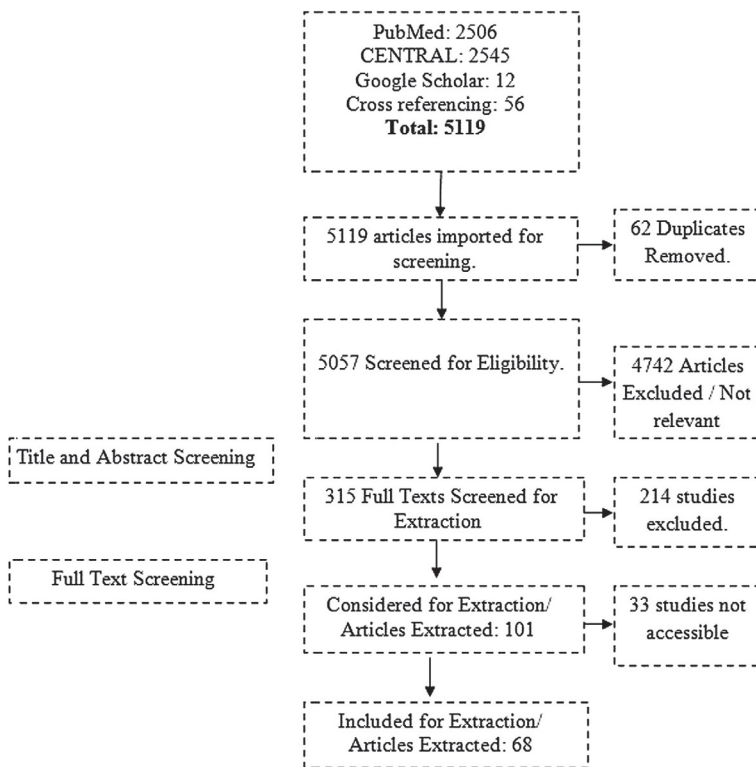 PubMed: 2506
CENTRAL: 2545
Google Scholar: 12
Cross referencing: 56
Total: 5119
5119 articles imported for
screening.
62 Duplicates
Removed.
5057 Screened for Eligibility.
4742 Articles
Excluded / Not
relevant
Title and Abstract Screening
315 Full Texts Screened for
Extraction
214 studies
excluded.
Full Text Screening
Considered for Extraction/
Articles Extracted: 101
33 studies not
accessible
Included for Extraction/
Articles Extracted: 68